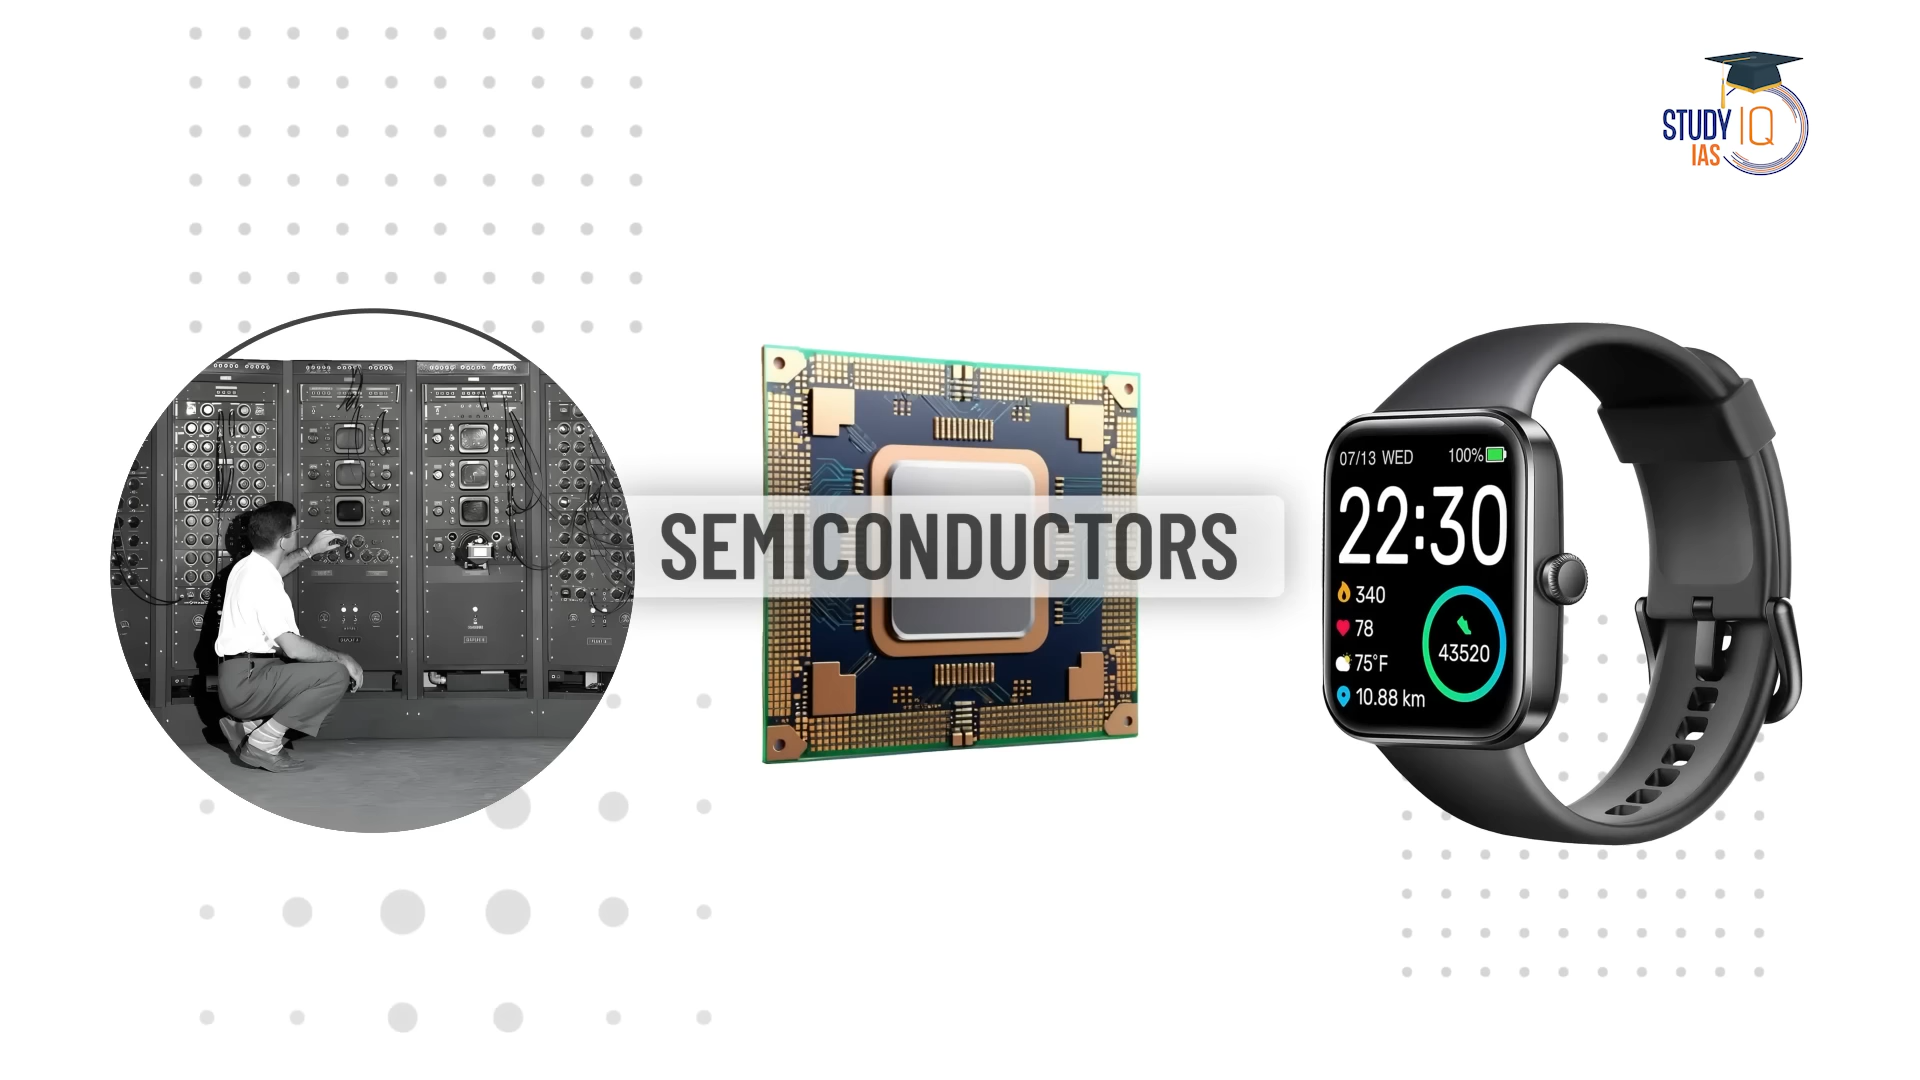 STUDY IQ
IAS
SEMICONDUCTORS
07/13 WED 100%
22:30
340
78
75°F
10.88 km
43520